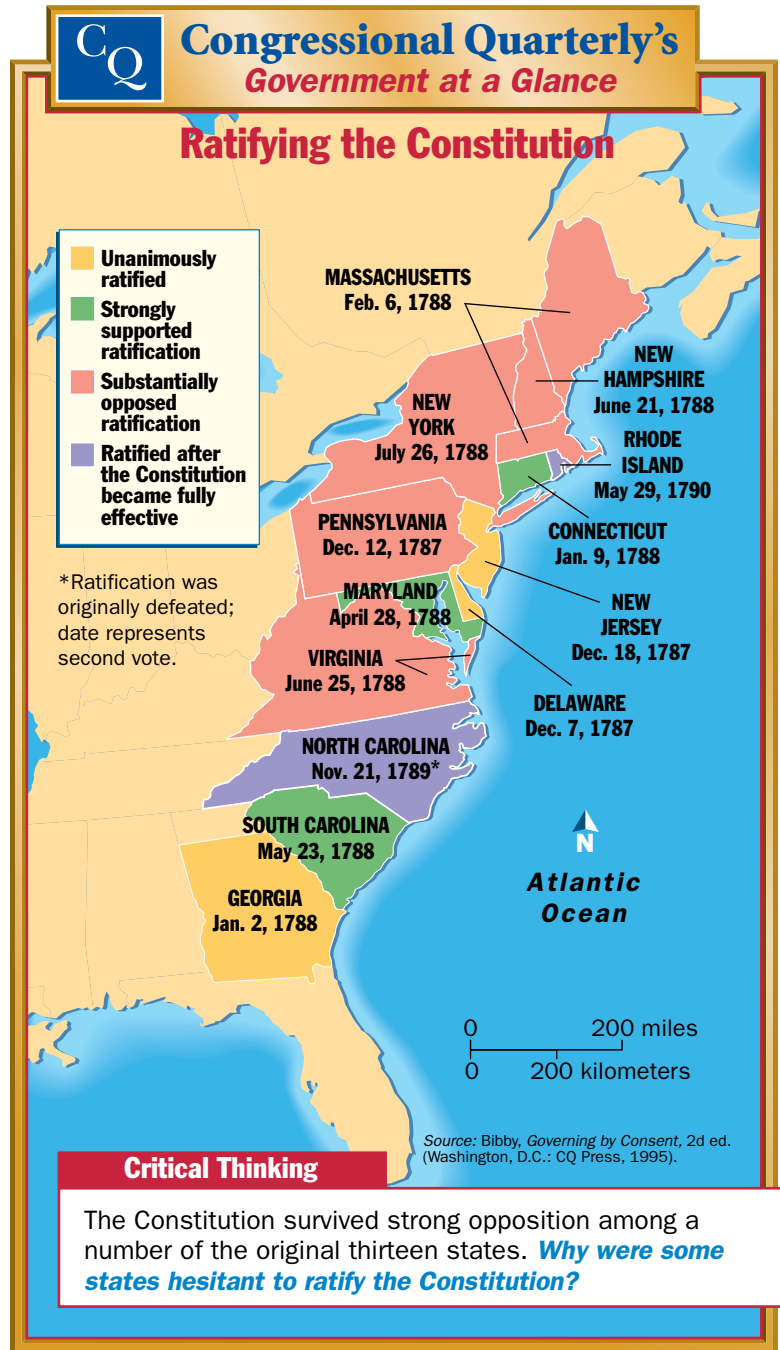 CQ
Congressional Quarterly's
Government at a Glance
Ratifying the Constitution
Unanimously
ratified
Strongly
supported
ratification
Substantially
opposed
ratification
Ratified after
the Constitution
became fully
effective
*Ratification was
originally defeated;
date represents
second vote.
MASSACHUSETTS
Feb. 6, 1788
NEW
HAMPSHIRE
June 21, 1788
NEW
YORK
July 26, 1788
RHODE
ISLAND
May 29, 1790
CONNECTICUT
Jan. 9, 1788
PENNSYLVANIA
Dec. 12, 1787
NEW
JERSEY
Dec. 18, 1787
MARYLAND
April 28, 1788
DELAWARE
Dec. 7, 1787
VIRGINIA
June 25, 1788
NORTH CAROLINA
Nov. 21, 1789*
SOUTH CAROLINA
May 23, 1788
GEORGIA
Jan. 2, 1788
N
Atlantic
Ocean
0 200 miles
0 200 kilometers
Source: Bibby, Governing by Consent, 2d ed.
(Washington, D.C.: CQ Press, 1995).
Critical Thinking
The Constitution survived strong opposition among a
number of the original thirteen states. Why were some
states hesitant to ratify the Constitution?